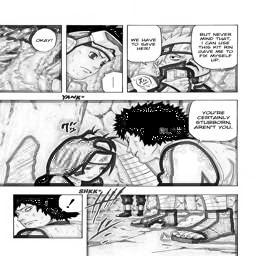 BUT NEVER
MIND THAT,
I CAN USE
THIS KIT RIN
GAVE ME TO
FIX MYSELF
UP.
WE HAVE
TO SAVE
HER!
OKAY!
YANK~
YOU'RE
CERTAINLY
STUBBORN,
AREN'T YOU.
SHKK~
!